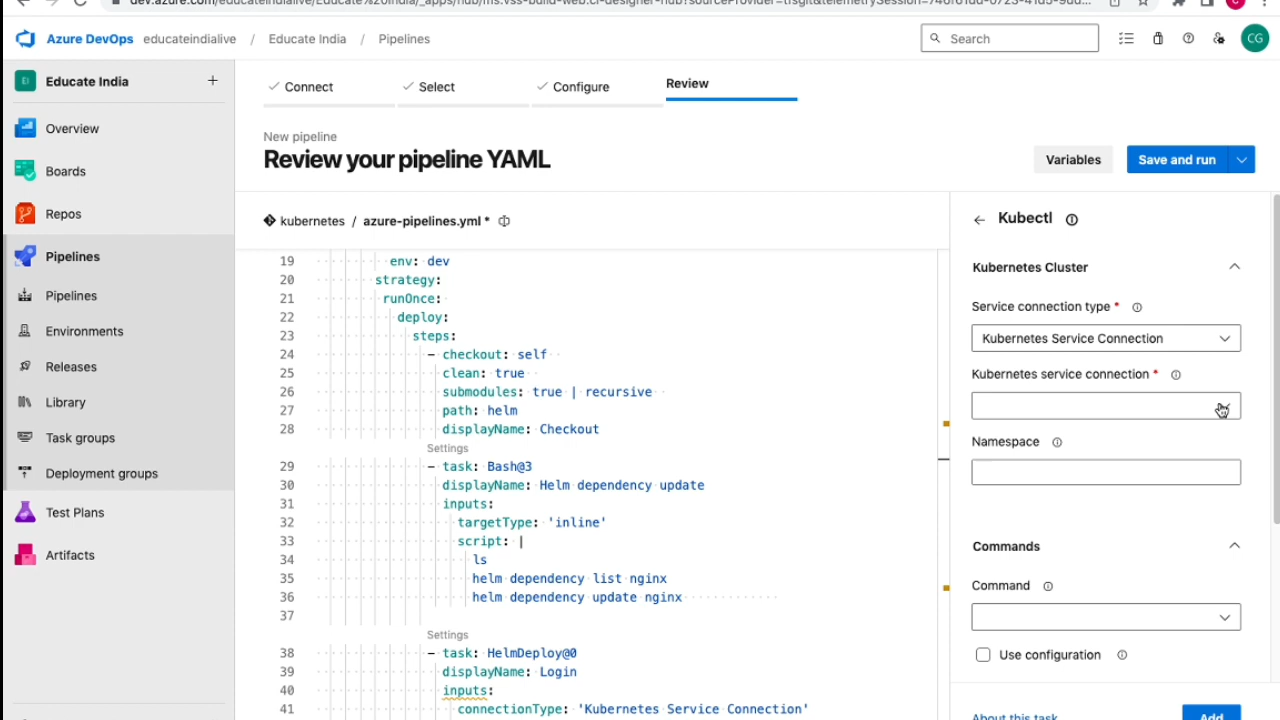 Azure DevOps educateindialive / Educate India / Pipelines Search CG
Educate India
Overview
Boards
Repos
Pipelines
Pipelines
Environments
Releases
Library
Task groups
Deployment groups
Test Plans
Artifacts
Connect Select Configure Review
New pipeline
Review your pipeline YAML
Variables Save and run
kubernetes / azure-pipelines.yml *
19 env: dev
20 strategy:
21 runOnce:
22 deploy:
23 steps:
24 - checkout: self
25 clean: true
26 submodules: true | recursive
27 path: helm
28 displayName: Checkout
Settings
29 - task: Bash@3
30 displayName: Helm dependency update
31 inputs:
32 targetType: 'inline'
33 script: |
34 ls
35 helm dependency list nginx
36 helm dependency update nginx
37
Settings
38 - task: HelmDeploy@0
39 displayName: Login
40 inputs:
41 connectionType: 'Kubernetes Service Connection'
Kubectl
Kubernetes Cluster
Service connection type *
Kubernetes Service Connection
Kubernetes service connection *
Namespace
Commands
Command
Use configuration
About this task Add